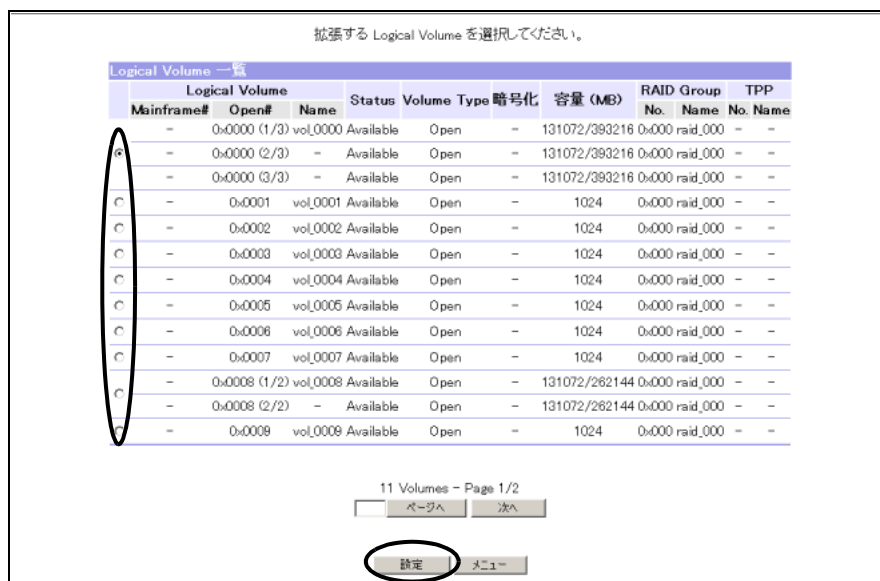 拡張する Logical Volume を選択してください。
Logical Volume 一覧
Logical Volume Status Volume Type 暗号化 容量 (MB) RAID Group TPP
Mainframe# Open# Name No. Name No. Name
− 0x0000 (1/3) vol_0000 Available Open − 131072/393216 0x000 raid_000 − −
− 0x0000 (2/3) − Available Open − 131072/393216 0x000 raid_000 − −
− 0x0000 (3/3) − Available Open − 131072/393216 0x000 raid_000 − −
− 0x0001 vol_0001 Available Open − 1024 0x000 raid_000 − −
− 0x0002 vol_0002 Available Open − 1024 0x000 raid_000 − −
− 0x0003 vol_0003 Available Open − 1024 0x000 raid_000 − −
− 0x0004 vol_0004 Available Open − 1024 0x000 raid_000 − −
− 0x0005 vol_0005 Available Open − 1024 0x000 raid_000 − −
− 0x0006 vol_0006 Available Open − 1024 0x000 raid_000 − −
− 0x0007 vol_0007 Available Open − 1024 0x000 raid_000 − −
− 0x0008 (1/2) vol_0008 Available Open − 131072/262144 0x000 raid_000 − −
− 0x0008 (2/2) − Available Open − 131072/262144 0x000 raid_000 − −
− 0x0009 vol_0009 Available Open − 1024 0x000 raid_000 − −
11 Volumes − Page 1/2
ページへ 次へ
設定 メニュー